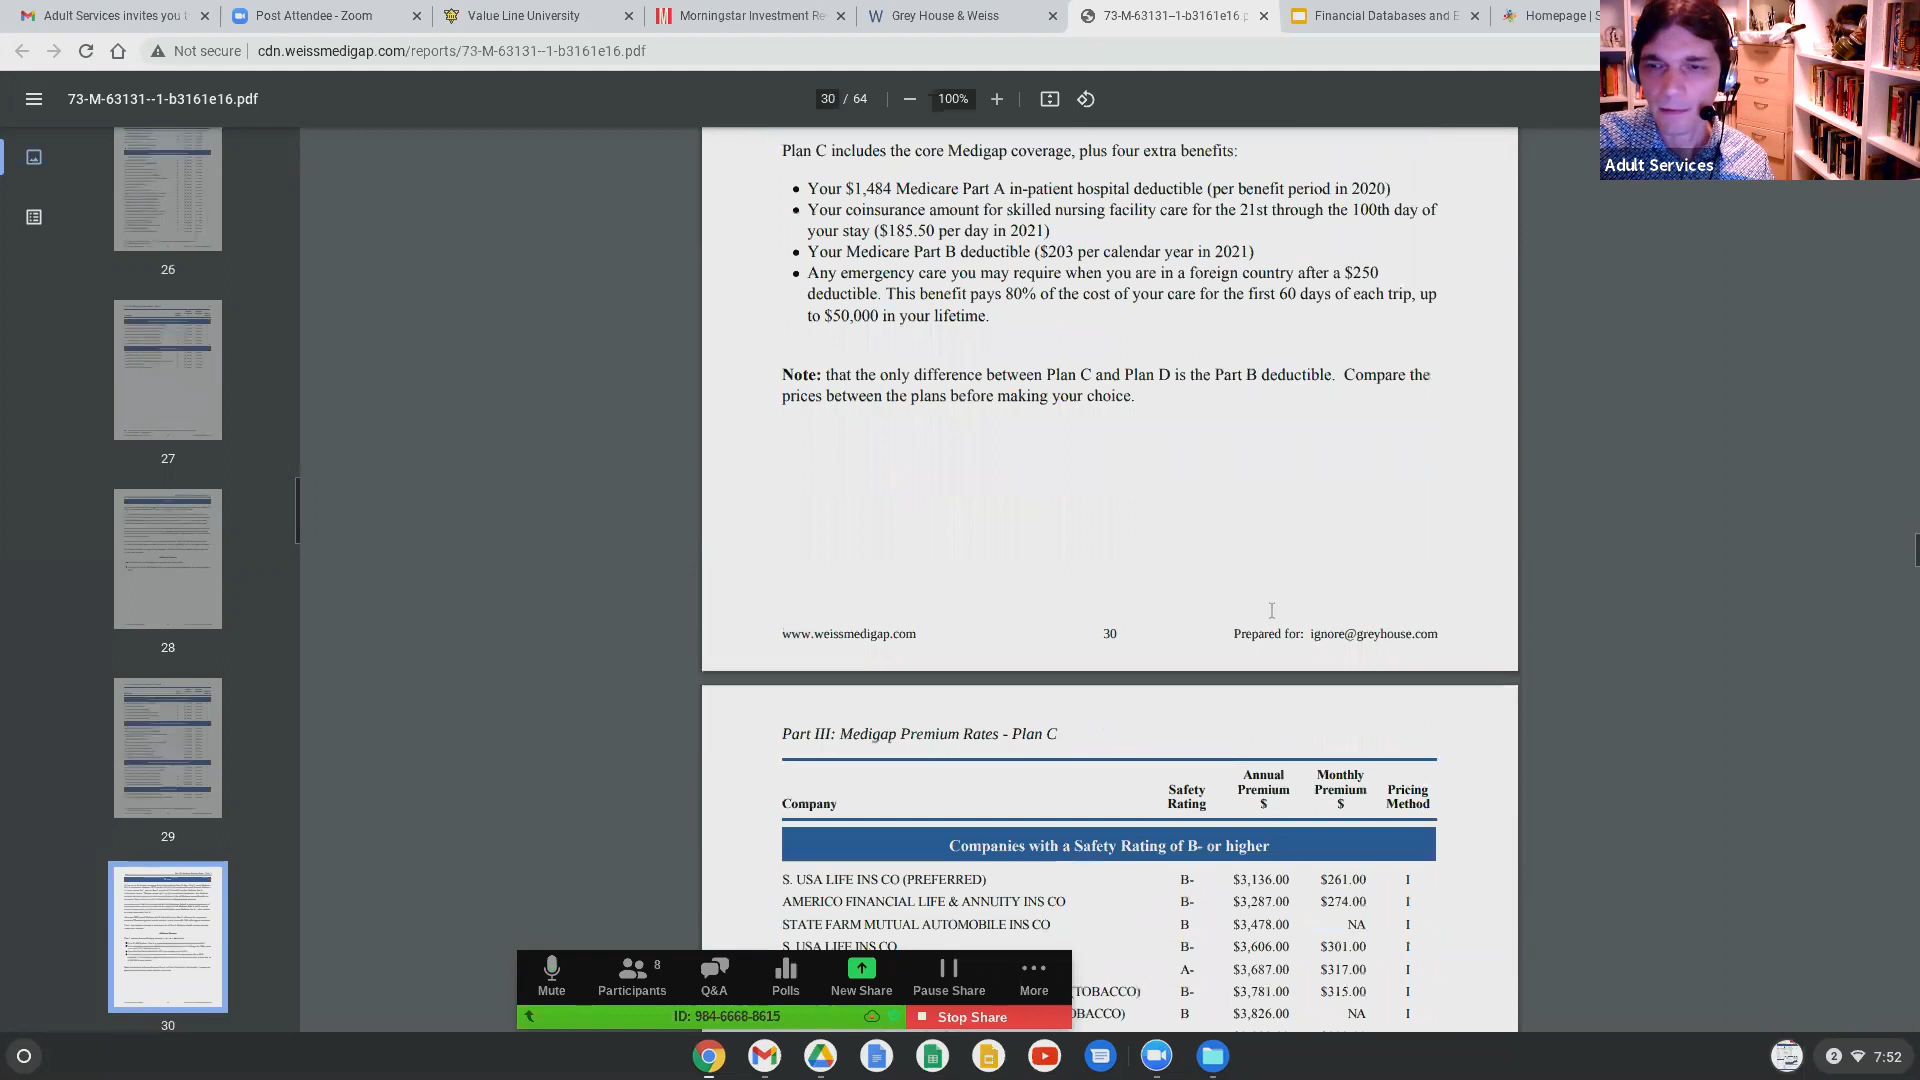 Adult Services invites you t
Post Attendee - Zoom
Value Line University
Morningstar Investment Re
Grey House & Weiss
73-M-63131--1-b3161e16.p
Financial Databases and E
Homepage | S
Not secure
cdn.weissmedigap.com/reports/73-M-63131--1-b3161e16.pdf
73-M-63131--1-b3161e16.pdf
30 / 64
100%
Adult Services
26
27
28
29
30
Plan C includes the core Medigap coverage, plus four extra benefits:
• Your $1,484 Medicare Part A in-patient hospital deductible (per benefit period in 2020)
• Your coinsurance amount for skilled nursing facility care for the 21st through the 100th day of
your stay ($185.50 per day in 2021)
• Your Medicare Part B deductible ($203 per calendar year in 2021)
• Any emergency care you may require when you are in a foreign country after a $250
deductible. This benefit pays 80% of the cost of your care for the first 60 days of each trip, up
to $50,000 in your lifetime.
Note: that the only difference between Plan C and Plan D is the Part B deductible. Compare the
prices between the plans before making your choice.
www.weissmedigap.com 30 Prepared for: ignore@greyhouse.com
Part III: Medigap Premium Rates - Plan C
Annual Monthly
Safety Premium Premium Pricing
Company Rating $ $ Method
Companies with a Safety Rating of B- or higher
S. USA LIFE INS CO (PREFERRED) B- $3,136.00 $261.00 I
AMERICO FINANCIAL LIFE & ANNUITY INS CO B- $3,287.00 $274.00 I
STATE FARM MUTUAL AUTOMOBILE INS CO B $3,478.00 NA I
S. USA LIFE INS CO B- $3,606.00 $301.00 I
A- $3,687.00 $317.00 I
(TOBACCO) B- $3,781.00 $315.00 I
OBACCO) B $3,826.00 NA I
8
Mute
Participants
Q&A
Polls
New Share
Pause Share
More
ID: 984-6668-8615
Stop Share
2
7:52